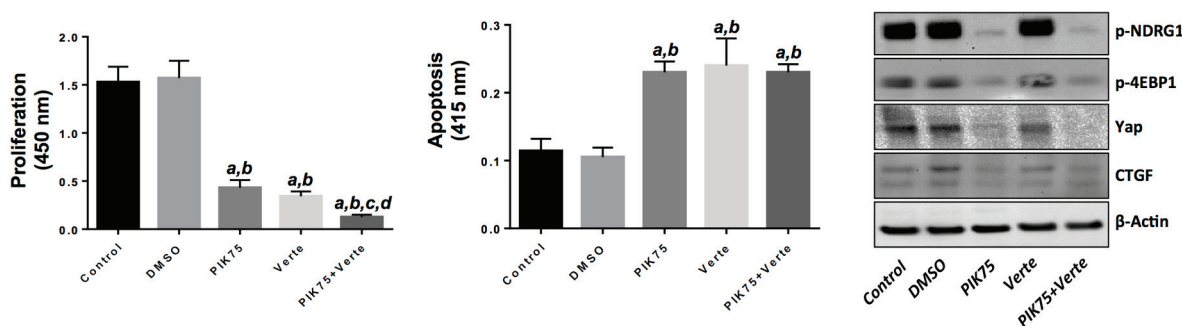 Proliferation
(450 nm)
2.0
1.5
1.0
0.5
0.0
a,b
a,b
a,b,c,d
Control
DMSO
PIK75
Verte
PIK75+Verte
Apoptosis
(415 nm)
0.3
0.2
0.1
0.0
a,b
a,b
a,b
Control
DMSO
PIK75
Verte
PIK75+Verte
p-NDRG1
p-4EBP1
Yap
CTGF
β-Actin
Control
DMSO
PIK75
Verte
PIK75+Verte